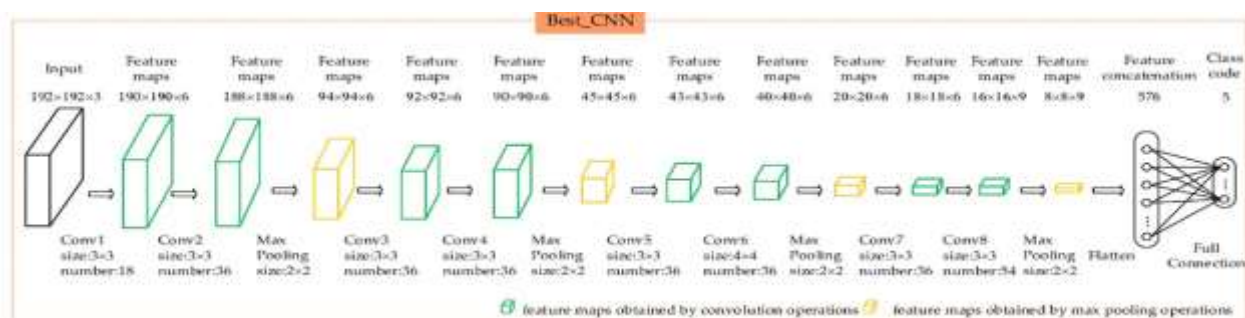 Best_CNN
Input
192×192×3
Feature maps
190×190×6
Feature maps
188×188×6
Feature maps
94×94×6
Feature maps
92×92×6
Feature maps
90×90×6
Feature maps
45×45×6
Feature maps
43×43×6
Feature maps
40×40×6
Feature maps
20×20×6
Feature maps
18×18×6
Feature maps
16×16×9
Feature maps
8×8×9
Feature concatenation
576
Class code
5
Conv1
size:3×3
number:18
Conv2
size:3×3
number:36
Max
Pooling
size:2×2
Conv3
size:3×3
number:36
Conv4
size:3×3
number:36
Max
Pooling
size:2×2
Conv5
size:3×3
number:36
Conv6
size:4×4
number:36
Max
Pooling
size:2×2
Conv7
size:3×3
number:36
Conv8
size:3×3
number:54
Max
Pooling
size:2×2
Flatten
Full
Connection
feature maps obtained by convolution operations
feature maps obtained by max pooling operations